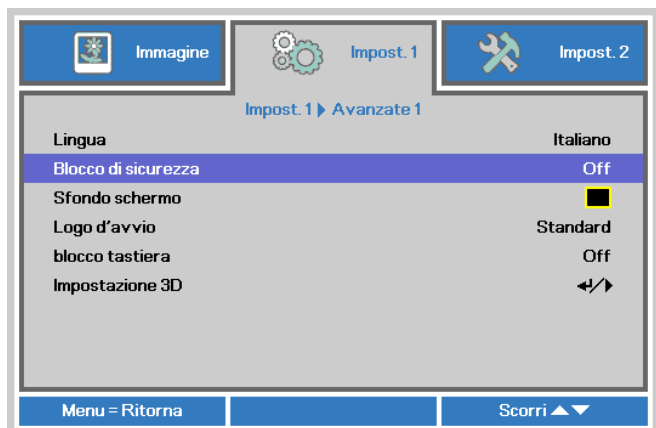 Immagine
Impost. 1
Impost. 2
Impost. 1 Avanzate 1
Lingua Italiano
Blocco di sicurezza Off
Sfondo schermo
Logo d'avvio Standard
blocco tastiera Off
Impostazione 3D
Menu = Ritorna
Scorri